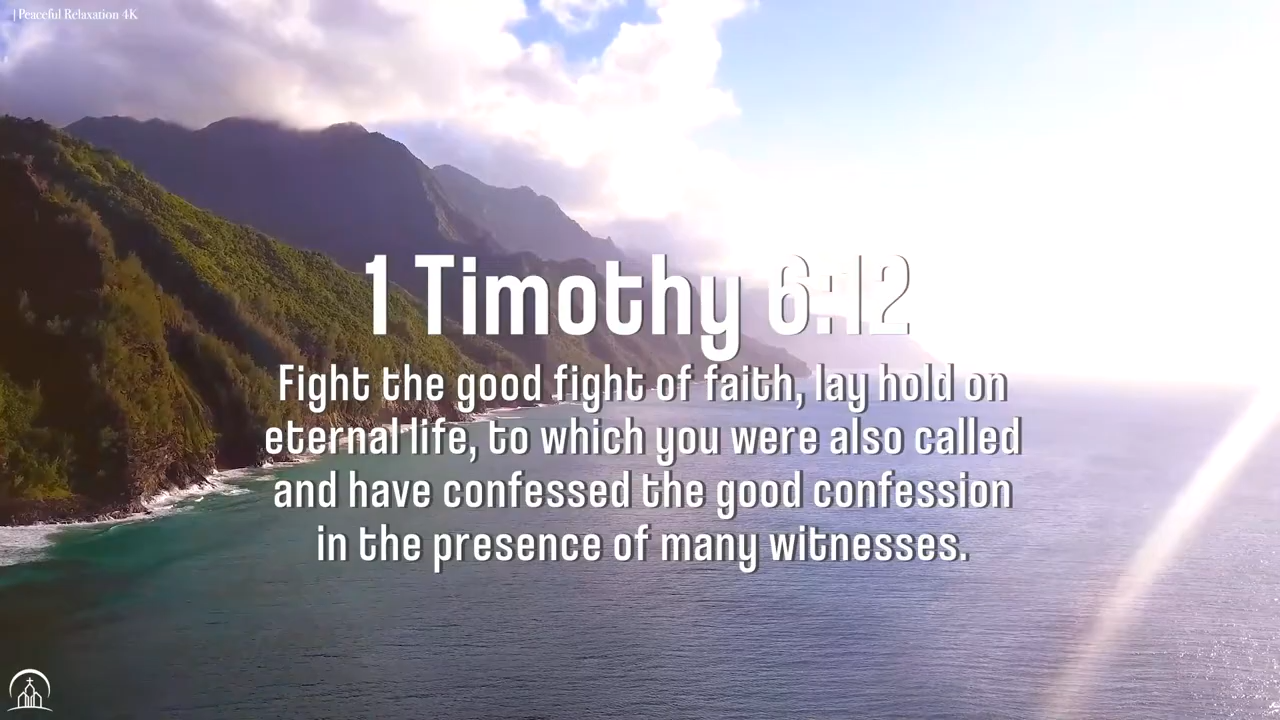 | Peaceful Relaxation 4K
1 Timothy 6:12
Fight the good fight of faith, lay hold on
eternal life, to which you were also called
and have confessed the good confession
in the presence of many witnesses.